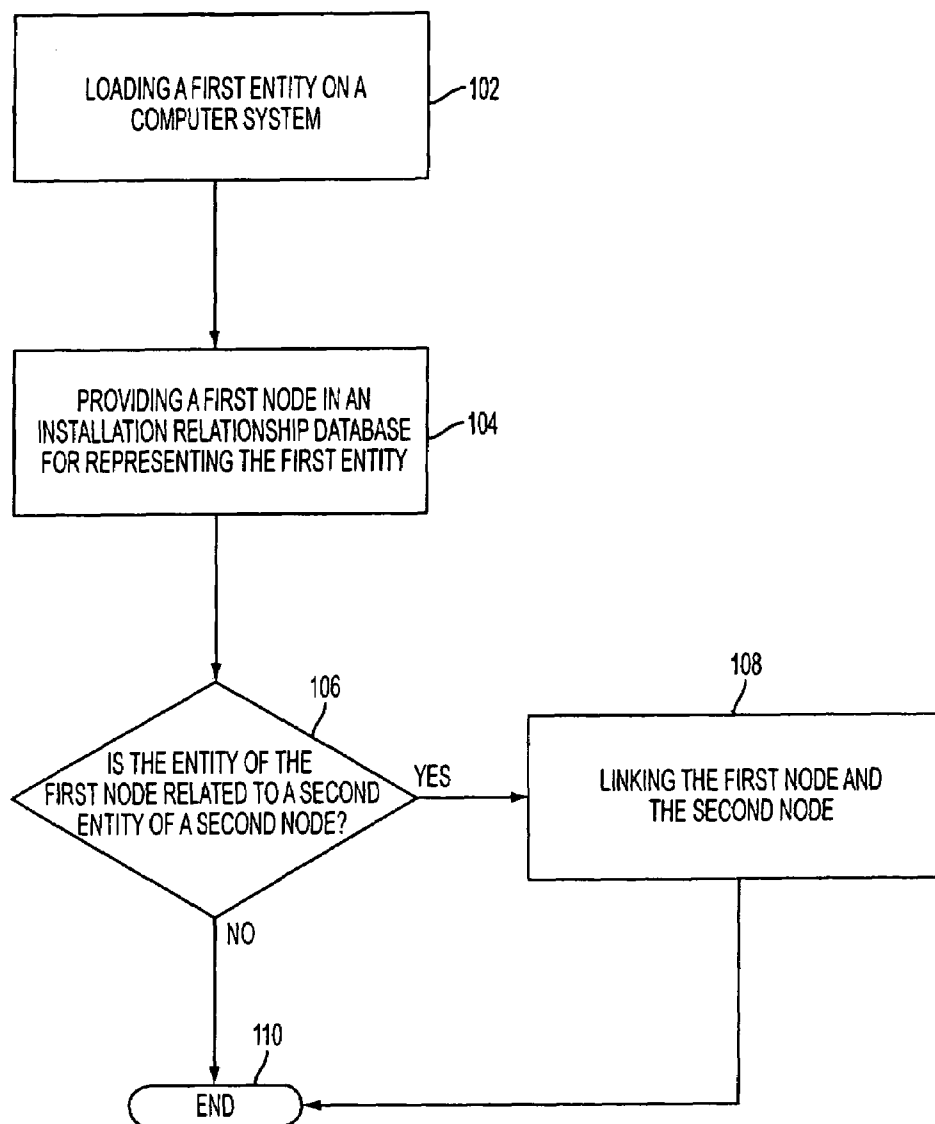 LOADING A FIRST ENTITY ON A
COMPUTER SYSTEM
102
PROVIDING A FIRST NODE IN AN
INSTALLATION RELATIONSHIP DATABASE
FOR REPRESENTING THE FIRST ENTITY
104
106
IS THE ENTITY OF THE
FIRST NODE RELATED TO A SECOND
ENTITY OF A SECOND NODE?
YES
108
LINKING THE FIRST NODE AND
THE SECOND NODE
NO
110
END